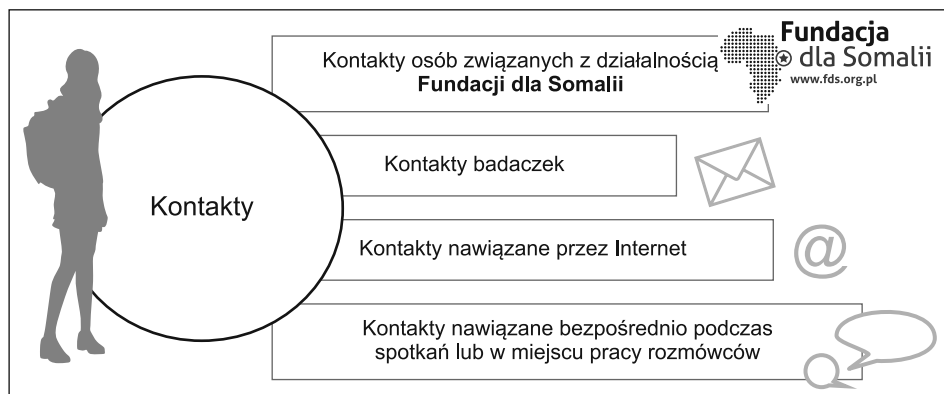 Kontakty osób związanych z działalnością
Fundacji dla Somalii
Fundacja
dla Somalii
www.fds.org.pl
Kontakty badaczek
Kontakty
Kontakty nawiązane przez Internet
@
Kontakty nawiązane bezpośrednio podczas
spotkań lub w miejscu pracy rozmówców